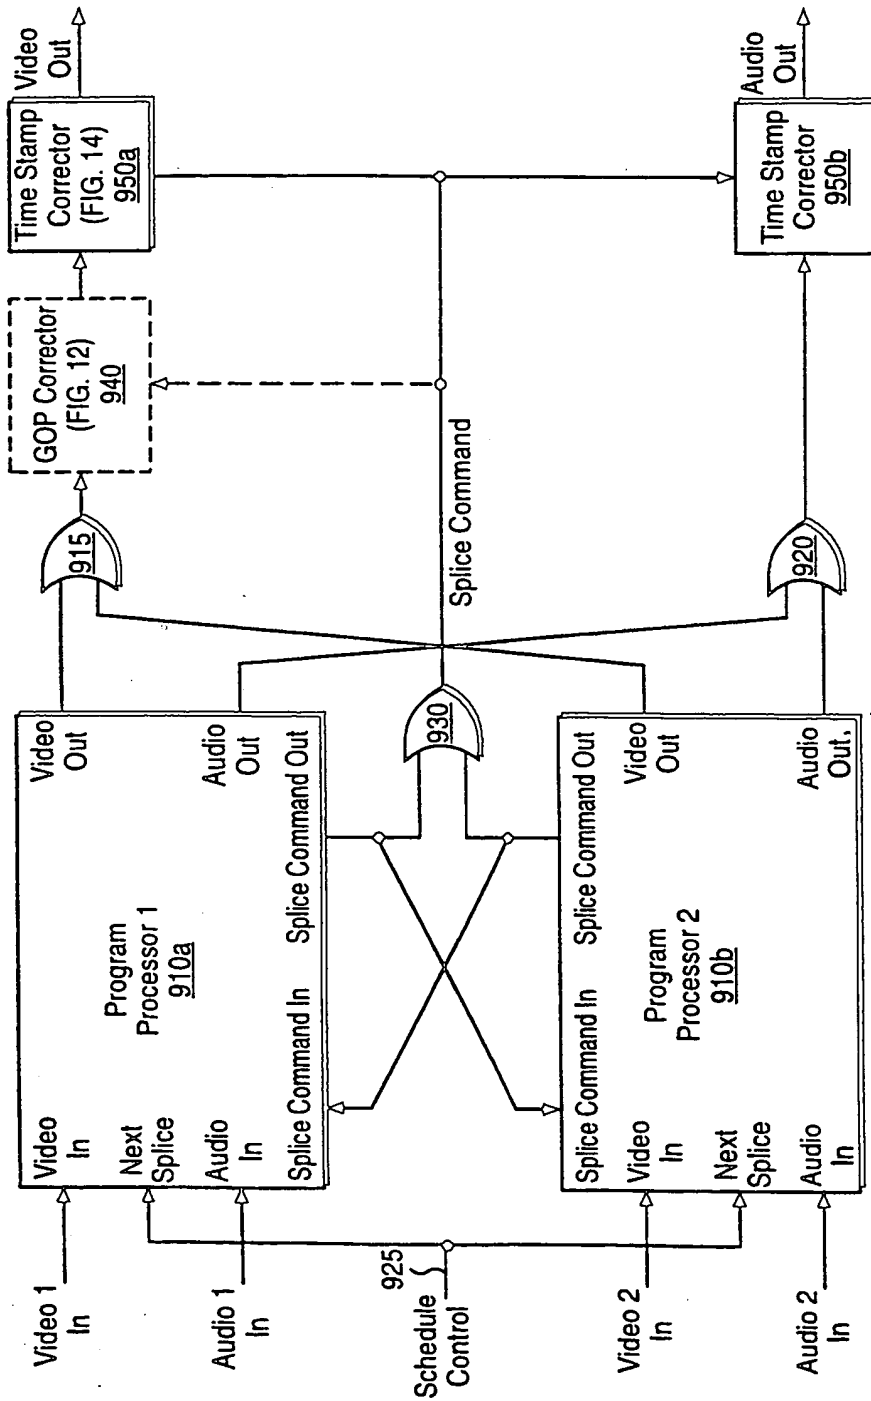 Video 1
In
Audio 1
In
Schedule
Control
925
Video 2
In
Audio 2
In
Video
In
Next
Splice
Audio
In
Splice Command In
Program
Processor 1
910a
Video
Out
Audio
Out
Splice Command Out
Splice Command In
Video
In
Next
Splice
Audio
In
Program
Processor 2
910b
Splice Command Out
Video
Out
Audio
Out.
915
930
920
Splice Command
GOP Corrector
(FIG. 12)
940
Time Stamp
Corrector
(FIG. 14)
950a
Video
Out
Time Stamp
Corrector
950b
Audio
Out